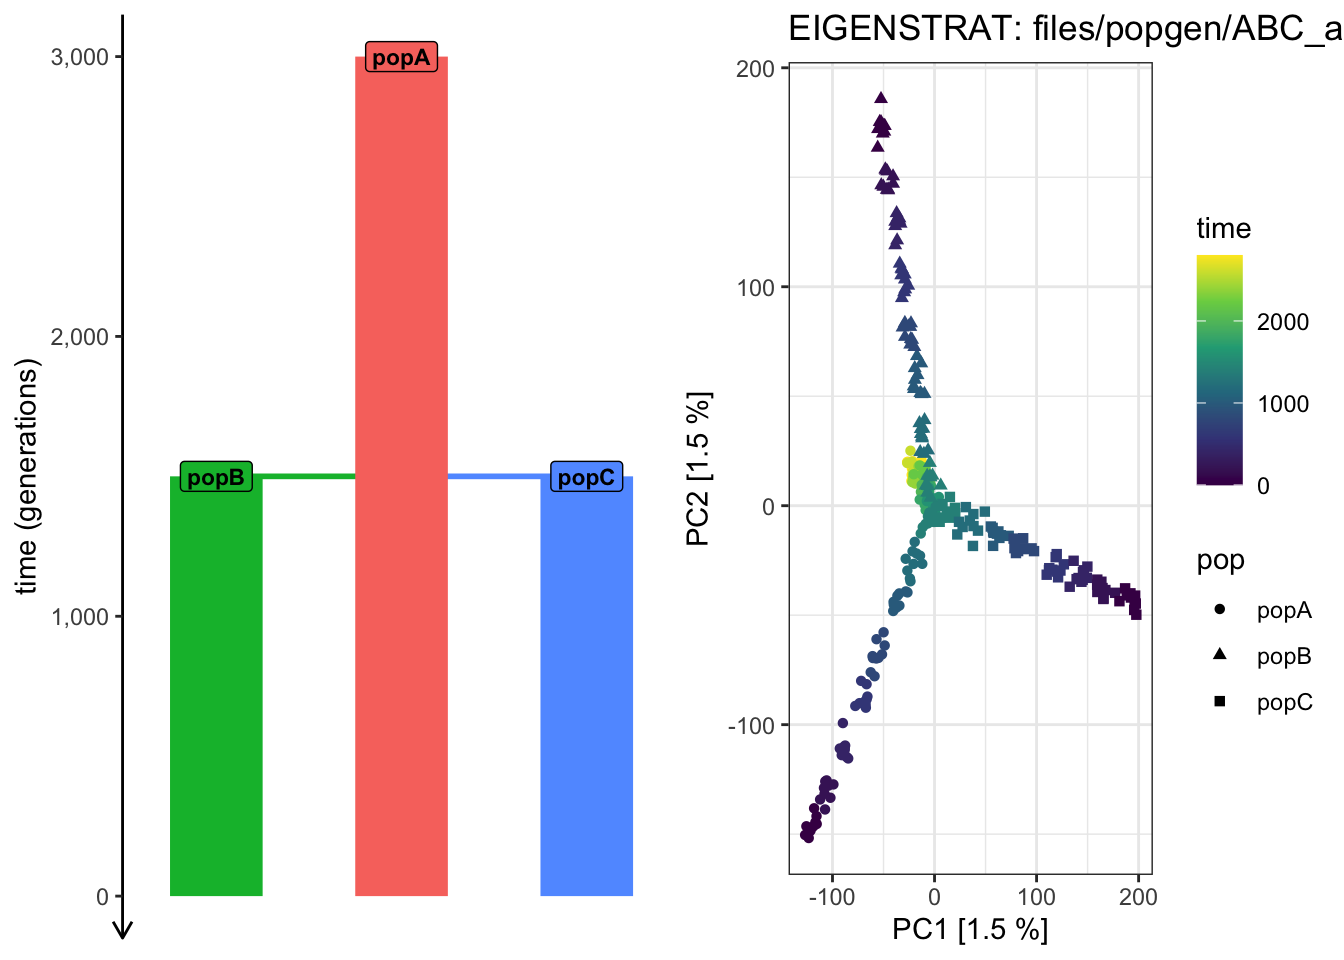 time (generations)
3,000
2,000
1,000
0
popA
popB
popC
EIGENSTRAT: files/popgen/ABC_a
PC2 [1.5 %]
200
100
0
-100
-100
0
100
200
PC1 [1.5 %]
time
2000
1000
0
pop
popA
popB
popC